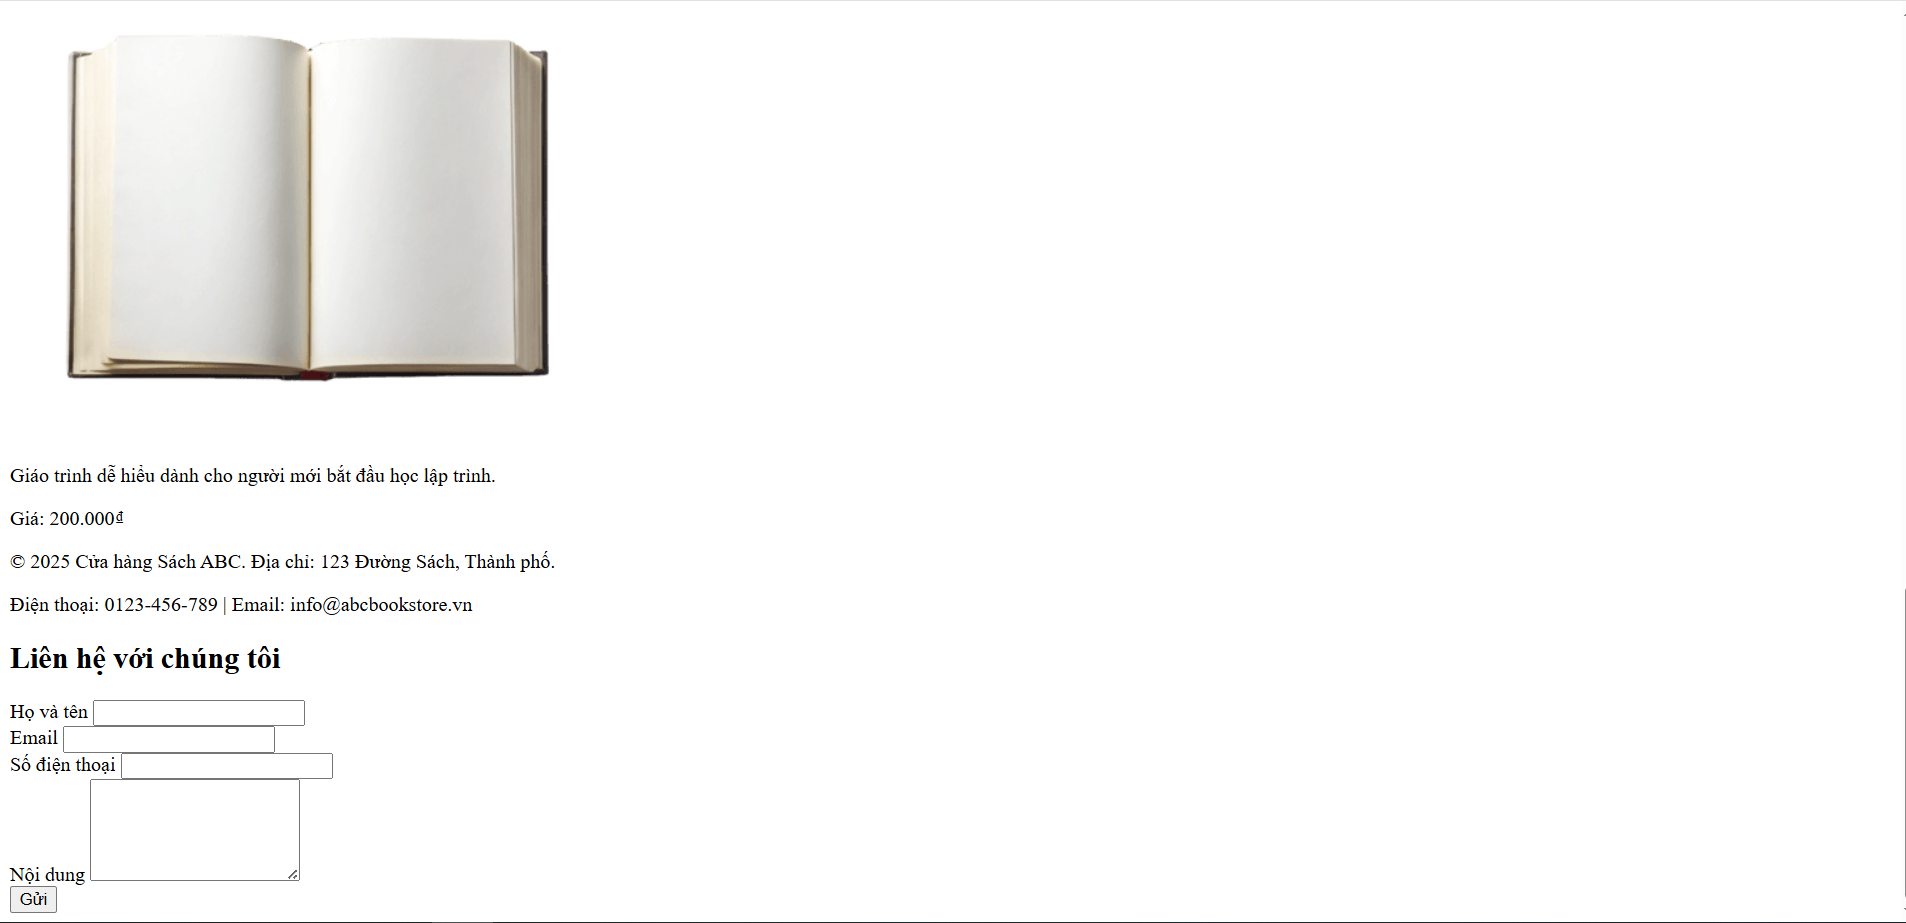 Giáo trình dễ hiểu dành cho người mới bắt đầu học lập trình.
Giá: 200.000₫
© 2025 Cửa hàng Sách ABC. Địa chỉ: 123 Đường Sách, Thành phố.
Điện thoại: 0123-456-789 | Email: info@abcbookstore.vn
Liên hệ với chúng tôi
Họ và tên
Email
Số điện thoại
Nội dung
Gửi